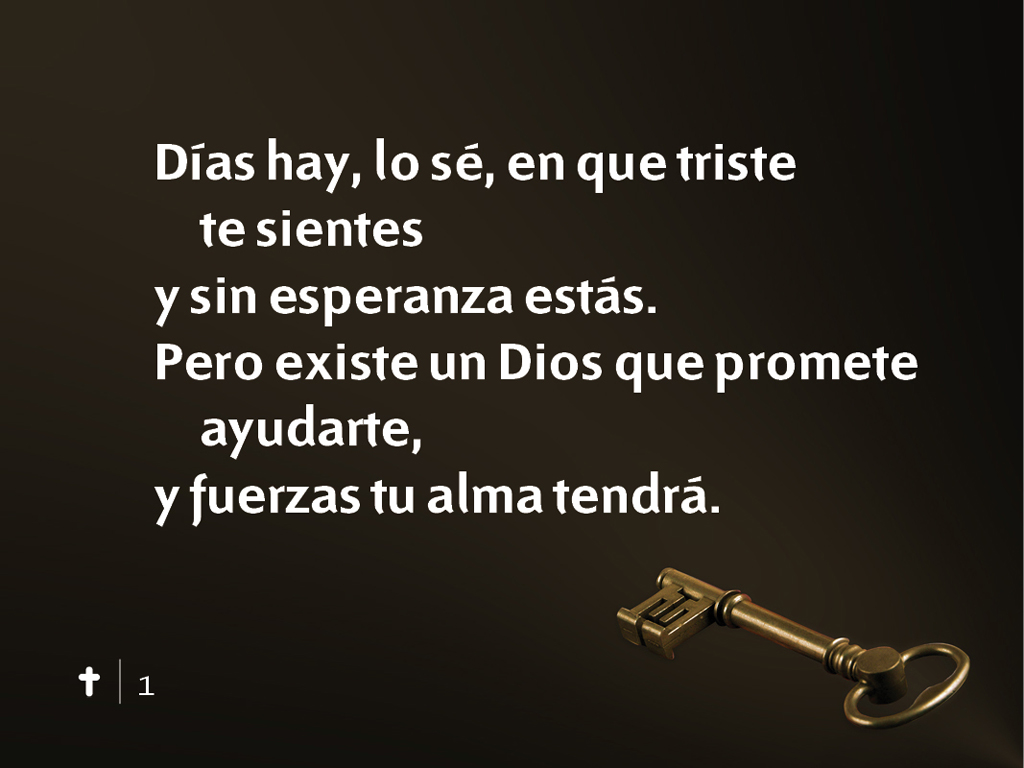 Días hay, lo sé, en que triste
te sientes
y sin esperanza estás.
Pero existe un Dios que promete
ayudarte,
y fuerzas tu alma tendrá.
1